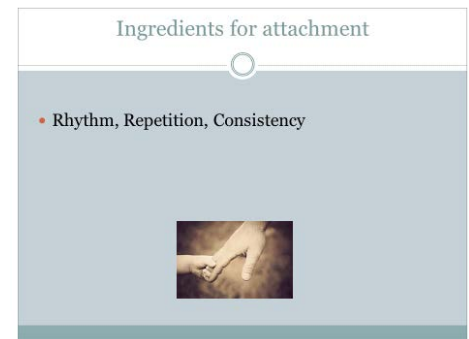 Ingredients for attachment
Rhythm, Repetition, Consistency